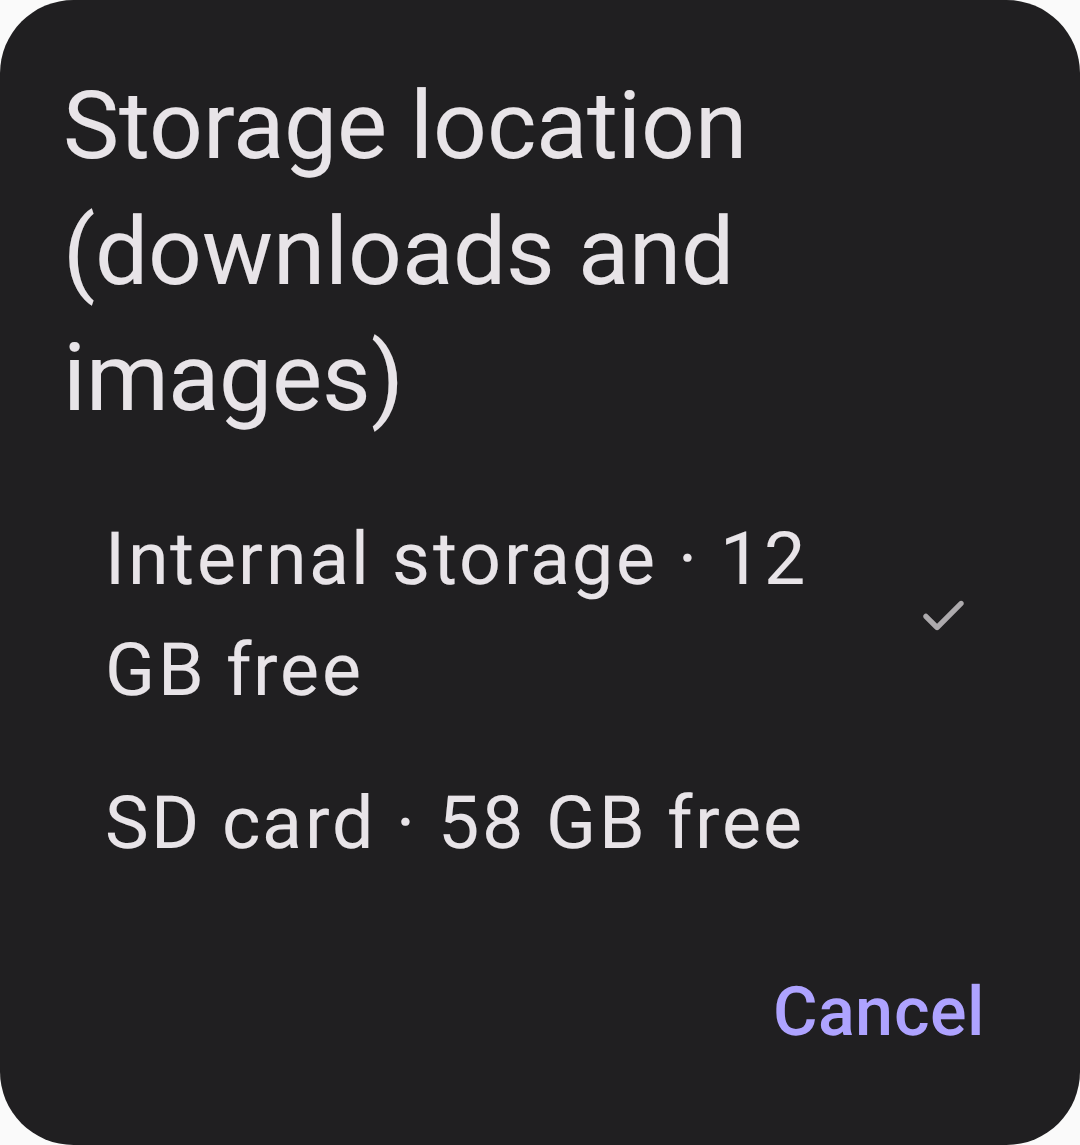 Storage location
(downloads and
images)
Internal storage · 12
GB free
SD card · 58 GB free
Cancel